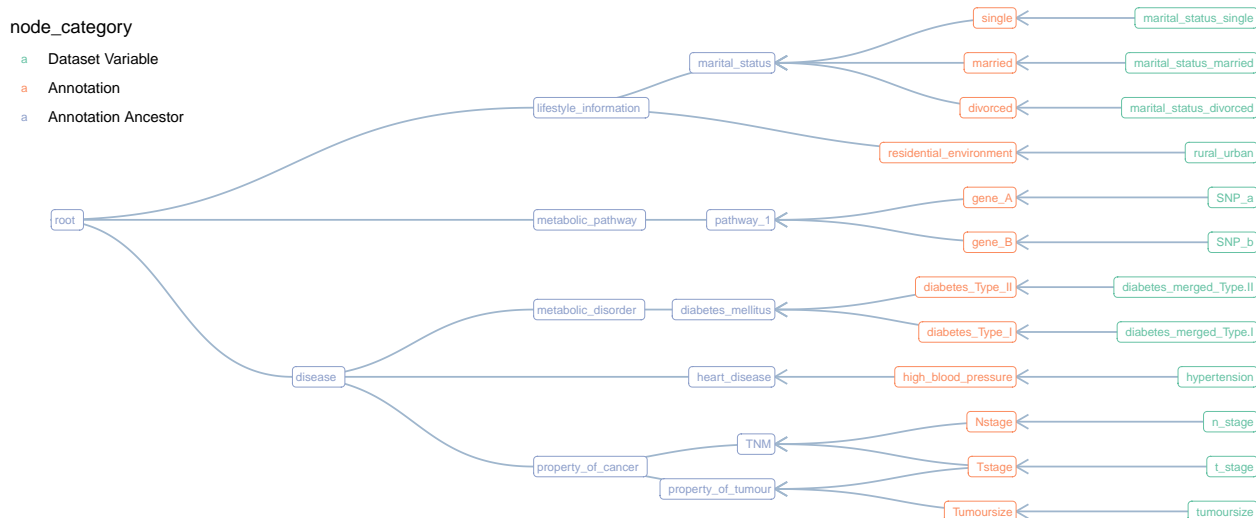 node_category
a Dataset Variable
a Annotation
a Annotation Ancestor
single
marital_status_single
marital_status
married
marital_status_married
lifestyle_information
divorced
marital_status_divorced
residential_environment
rural_urban
gene_A
SNP_a
root
metabolic_pathway
pathway_1
gene_B
SNP_b
diabetes_Type_II
diabetes_merged_Type.II
metabolic_disorder
diabetes_mellitus
diabetes_Type_I
diabetes_merged_Type.I
disease
heart_disease
high_blood_pressure
hypertension
Nstage
n_stage
TNM
property_of_cancer
Tstage
t_stage
property_of_tumour
Tumoursize
tumoursize